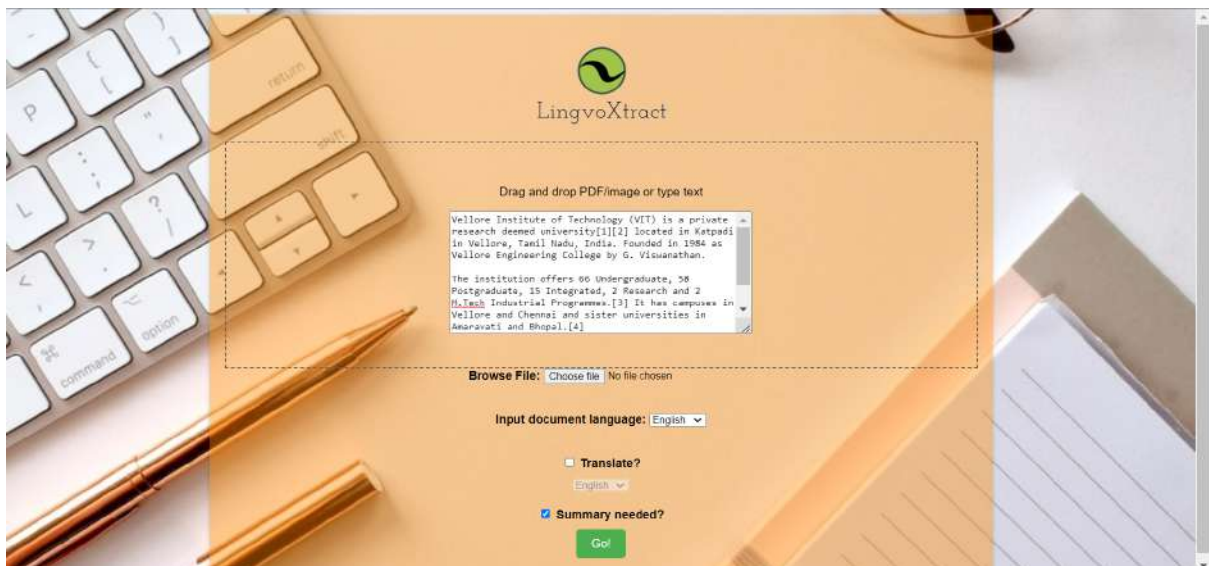 return
shift
P
option
command
LingvoXtract
Drag and drop PDF/image or type text
Vellore Institute of Technology (VIT) is a private
research deemed university[1][2] located in Katpadi
in Vellore, Tamil Nadu, India. Founded in 1984 as
Vellore Engineering College by G. Viswanathan.
The institution offers 66 Undergraduate, 58
Postgraduate, 15 Integrated, 2 Research and 2
M.Tech Industrial Programmes.[3] It has campuses in
Vellore and Chennai and sister universities in
Amaravati and Bhopal.[4]
Browse File: Choose file No file chosen
Input document language: English
Translate?
English
Summary needed?
Go!